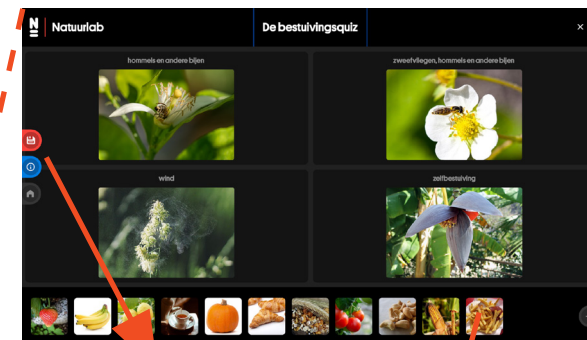 Natuurlab
De bestuivingsquiz
hommels en andere bijen
zweefvliegen, hommels en andere bijen
wind
zelfbestuiving